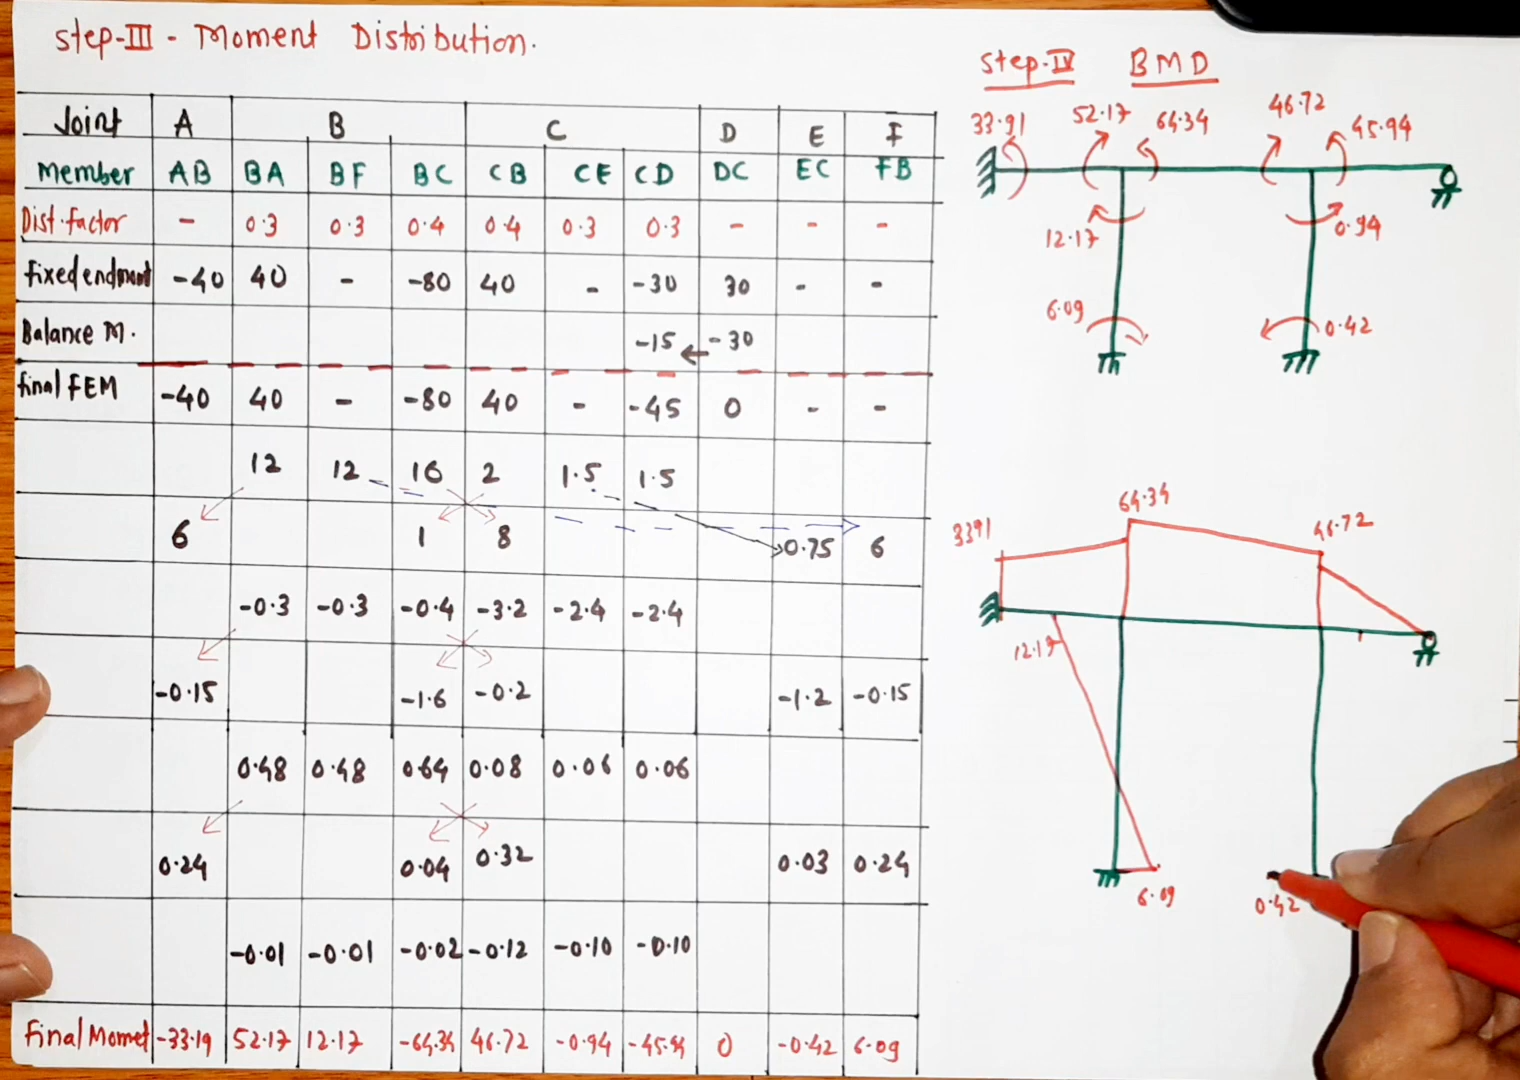 Step-III - Moment Distribution.
Joint A B C D E F
Member AB BA BF BC CB CE CD DC EC FB
Dist. factor - 0.3 0.3 0.4 0.4 0.3 0.3 - - -
Fixed endment -40 40 - -80 40 - -30 30 - -
Balance M. -15 -30
final FEM -40 40 - -80 40 - -45 0 - -
12 12 16 2 1.5 1.5
6 1 8 0.75 6
-0.3 -0.3 -0.4 -3.2 -2.4 -2.4
-0.15 -1.6 -0.2 -1.2 -0.15
0.48 0.48 0.64 0.08 0.06 0.06
0.24 0.04 0.32 0.03 0.24
-0.01 -0.01 -0.02 -0.12 -0.10 -0.10
Final Momet -33.19 52.17 12.17 -64.34 46.72 -0.94 -45.94 0 -0.42 6.09
Step-IV BMD
33.91 52.17 64.34 46.72 45.94
12.17 0.94
6.09 0.42
3391 64.34 46.72
12.17
6.09 0.42